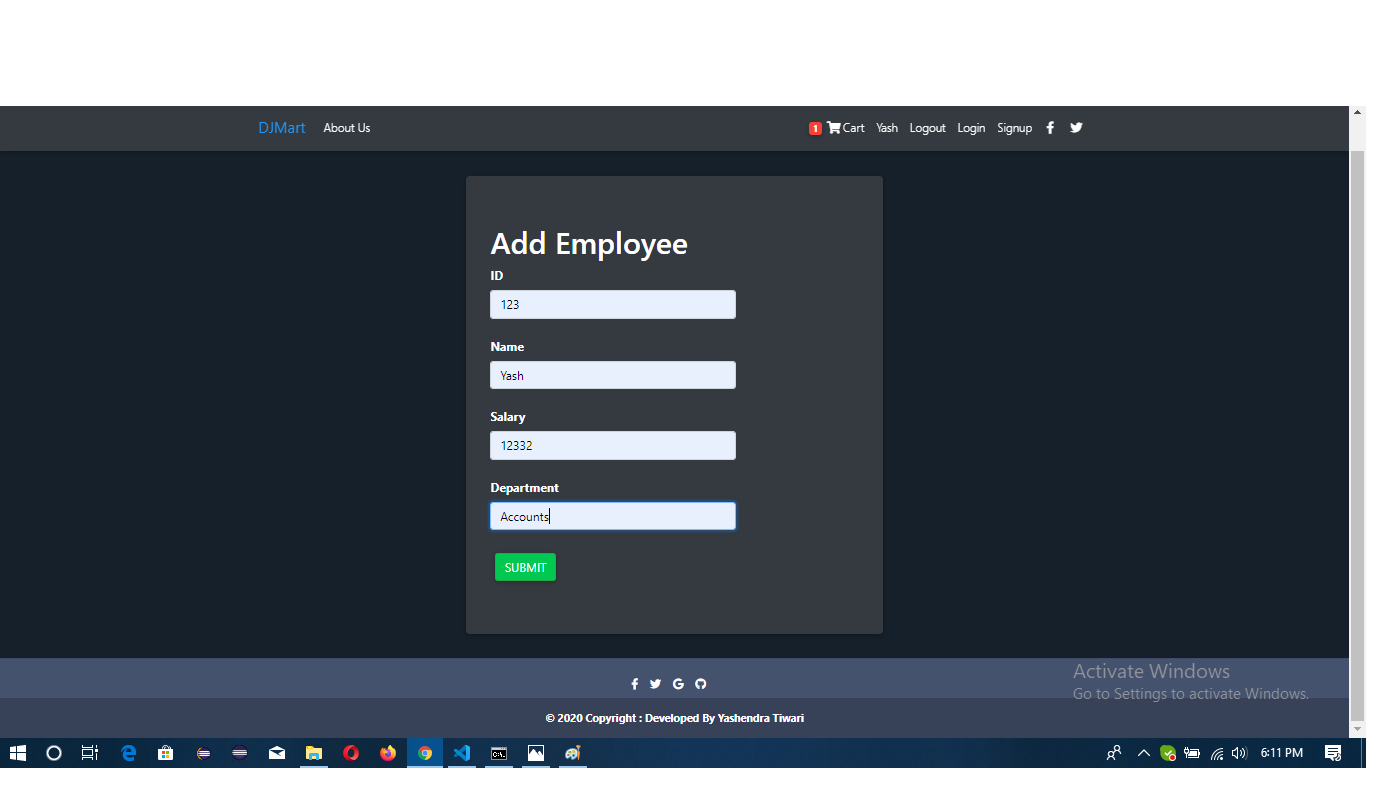 DJMart About Us 1 Cart Yash Logout Login Signup
Add Employee
ID
123
Name
Yash
Salary
12332
Department
Accounts
SUBMIT
Activate Windows
Go to Settings to activate Windows.
© 2020 Copyright : Developed By Yashendra Tiwari
6:11 PM